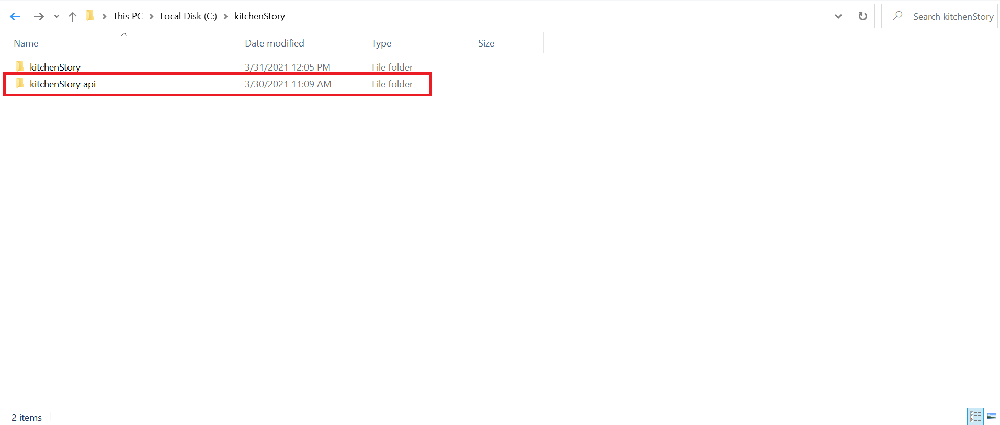 This PC Local Disk (C:) kitchenStory Search kitchenStory
Name Date modified Type Size
kitchenStory 3/31/2021 12:05 PM File folder
kitchenStory api 3/30/2021 11:09 AM File folder
2 items